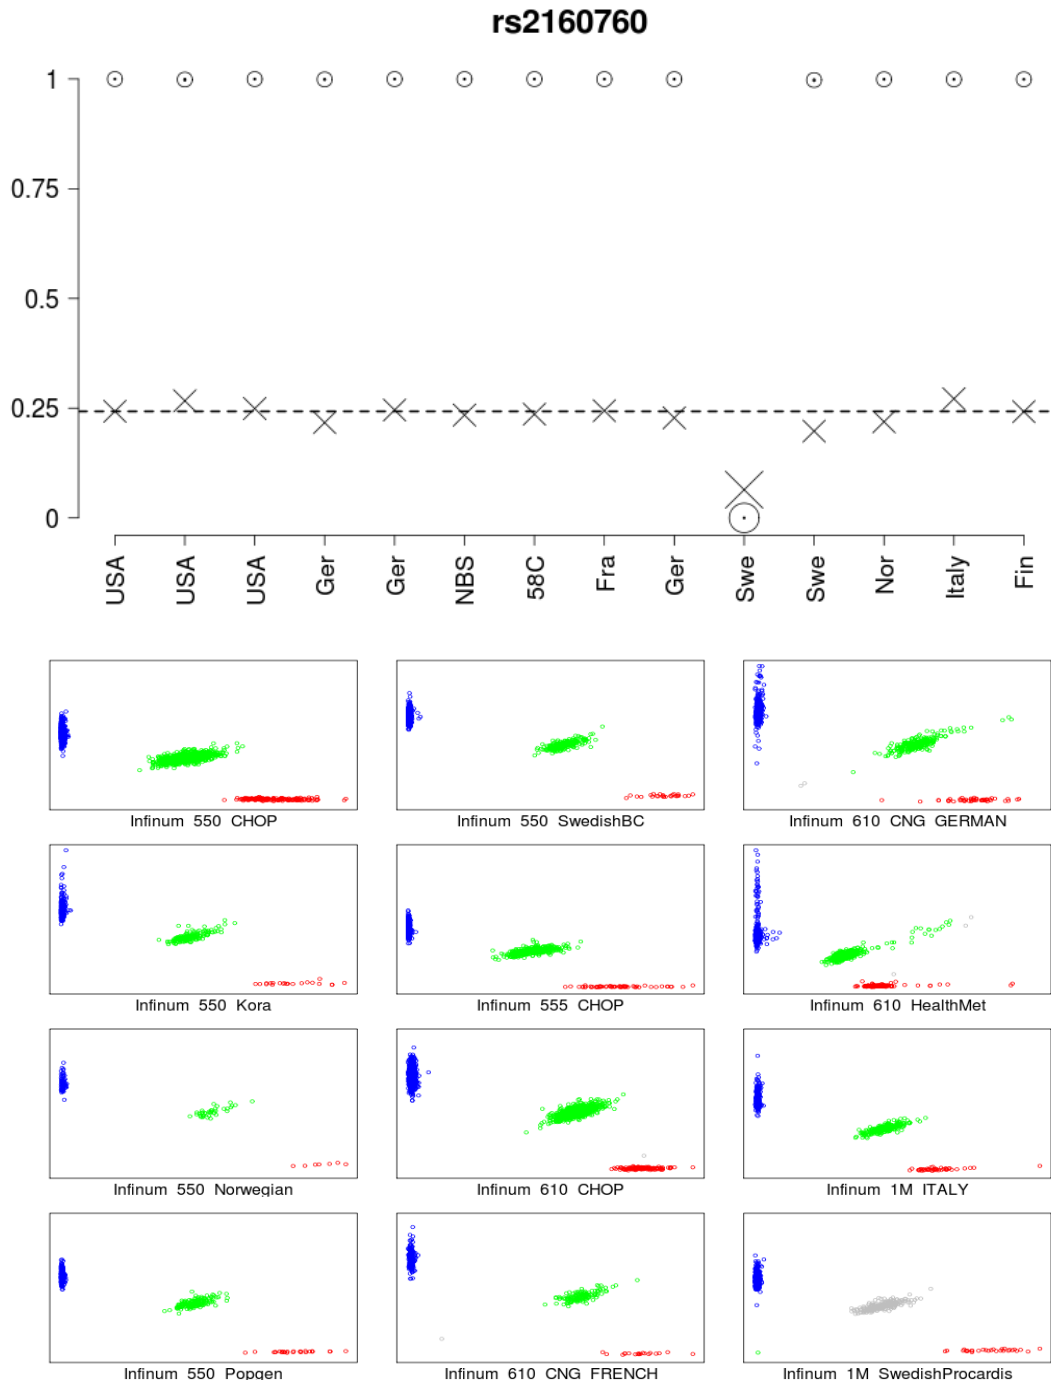 rs2160760
1
0.75
0.5
0.25
0
USA USA USA Ger Ger NBS 58C Fra Ger Swe Swe Nor Italy Fin
Infinum 550 CHOP Infinum 550 SwedishBC Infinum 610 CNG GERMAN
Infinum 550 Kora Infinum 555 CHOP Infinum 610 HealthMet
Infinum 550 Norwegian Infinum 610 CHOP Infinum 1M ITALY
Infinum 550 Popgen Infinum 610 CNG FRENCH Infinum 1M SwedishProcardis